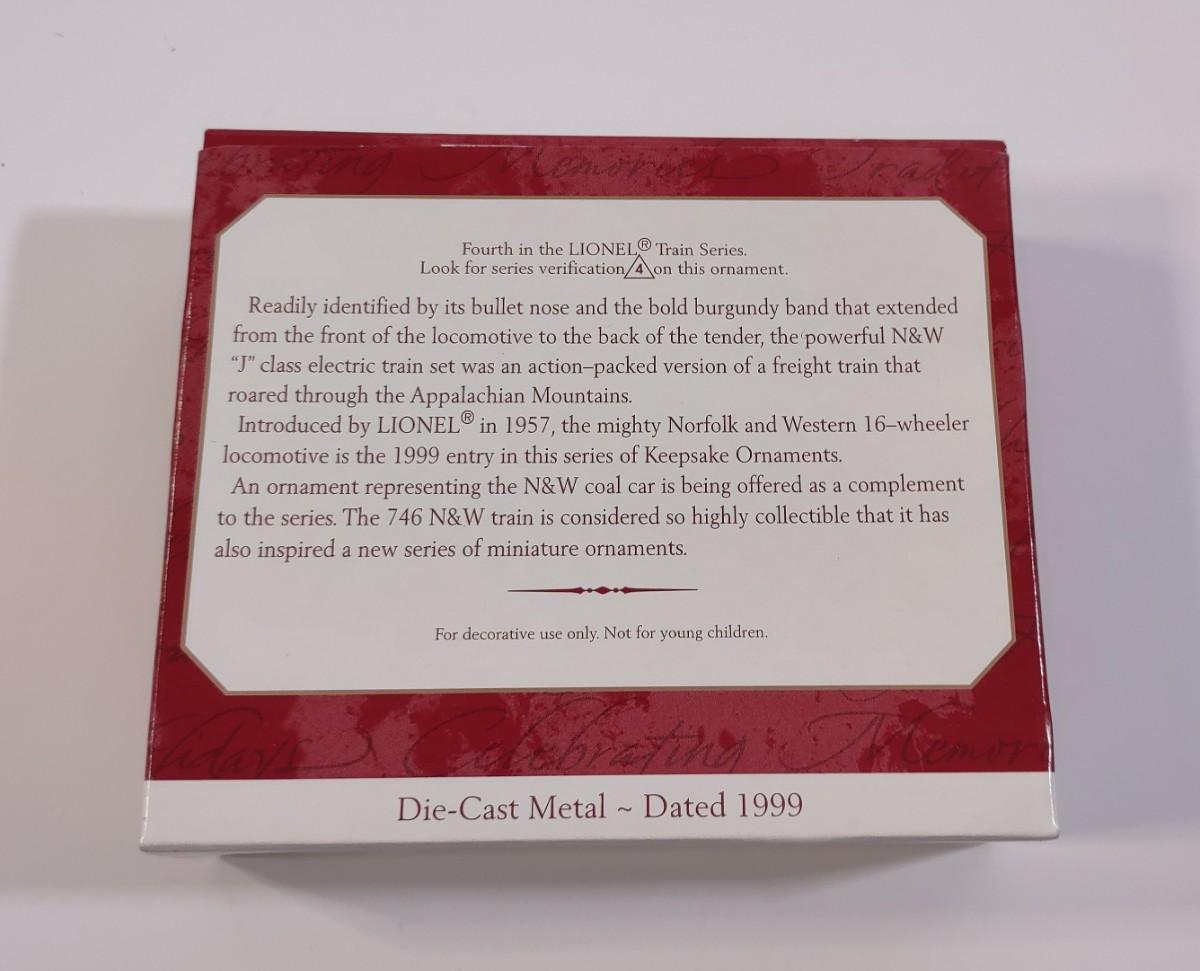 ebrating Memories Tradit
Fourth in the LIONEL® Train Series.
Look for series verification 4 on this ornament.
Readily identified by its bullet nose and the bold burgundy band that extended
from the front of the locomotive to the back of the tender, the powerful N&W
“J” class electric train set was an action–packed version of a freight train that
roared through the Appalachian Mountains.
Introduced by LIONEL® in 1957, the mighty Norfolk and Western 16–wheeler
locomotive is the 1999 entry in this series of Keepsake Ornaments.
An ornament representing the N&W coal car is being offered as a complement
to the series. The 746 N&W train is considered so highly collectible that it has
also inspired a new series of miniature ornaments.
For decorative use only. Not for young children.
lidays Celebrating Memor
Die-Cast Metal ~ Dated 1999